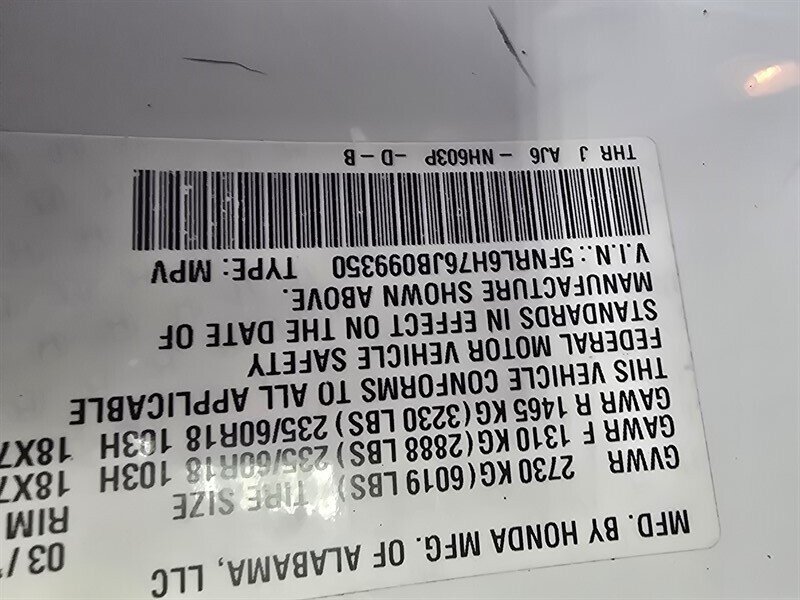 MFD. BY HONDA MFG. OF ALABAMA, LLC 03/
GVWR 2730 KG (6019 LBS) TIRE SIZE RIM
GAWR F 1310 KG (2888 LBS) 235/60R18 103H 18X7
GAWR R 1465 KG (3230 LBS) 235/60R18 103H 18X7
THIS VEHICLE CONFORMS TO ALL APPLICABLE
FEDERAL MOTOR VEHICLE SAFETY
STANDARDS IN EFFECT ON THE DATE OF
MANUFACTURE SHOWN ABOVE.
V.I.N.: 5FNRL6H76JB099350 TYPE: MPV
THR J AJ6 - NH603P -D-B